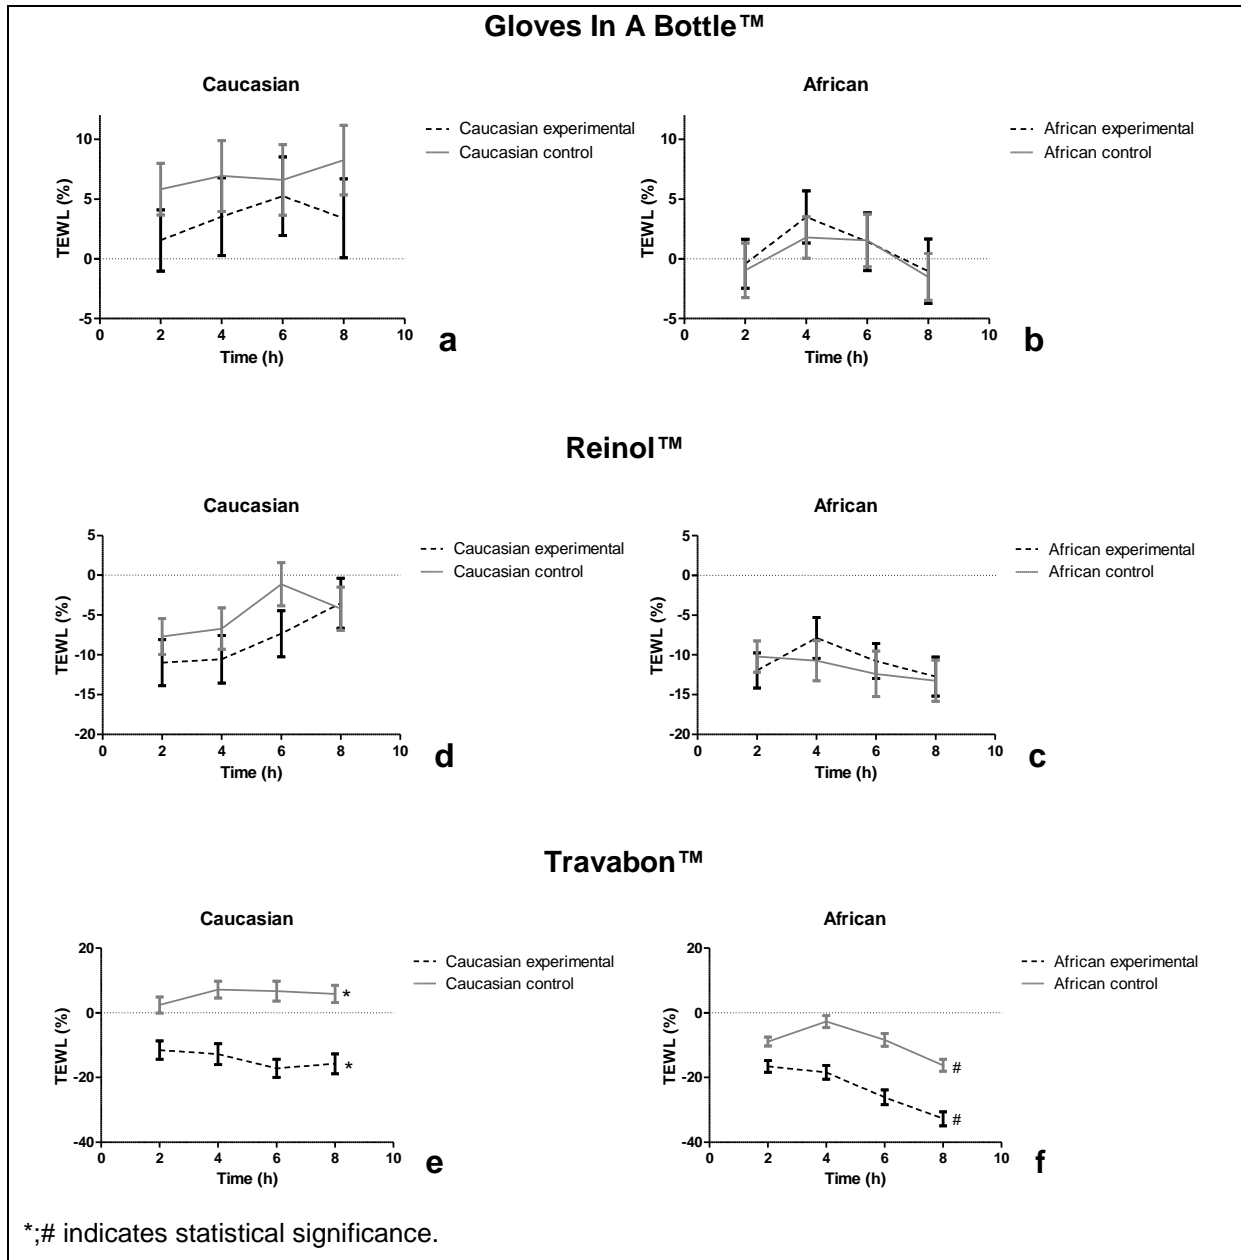 Gloves In A Bottle™
Caucasian
TEWL (%)
10
5
0
-5
0 2 4 6 8 10
Time (h)
Caucasian experimental
Caucasian control
a
African
TEWL (%)
10
5
0
-5
0 2 4 6 8 10
Time (h)
African experimental
African control
b
Reinol™
Caucasian
TEWL (%)
5
0
-5
-10
-15
-20
0 2 4 6 8 10
Time (h)
Caucasian experimental
Caucasian control
d
African
TEWL (%)
5
0
-5
-10
-15
-20
0 2 4 6 8 10
Time (h)
African experimental
African control
c
Travabon™
Caucasian
TEWL (%)
20
0
-20
-40
0 2 4 6 8 10
Time (h)
*
*
Caucasian experimental
Caucasian control
e
African
TEWL (%)
20
0
-20
-40
0 2 4 6 8 10
Time (h)
#
#
African experimental
African control
f
*;# indicates statistical significance.